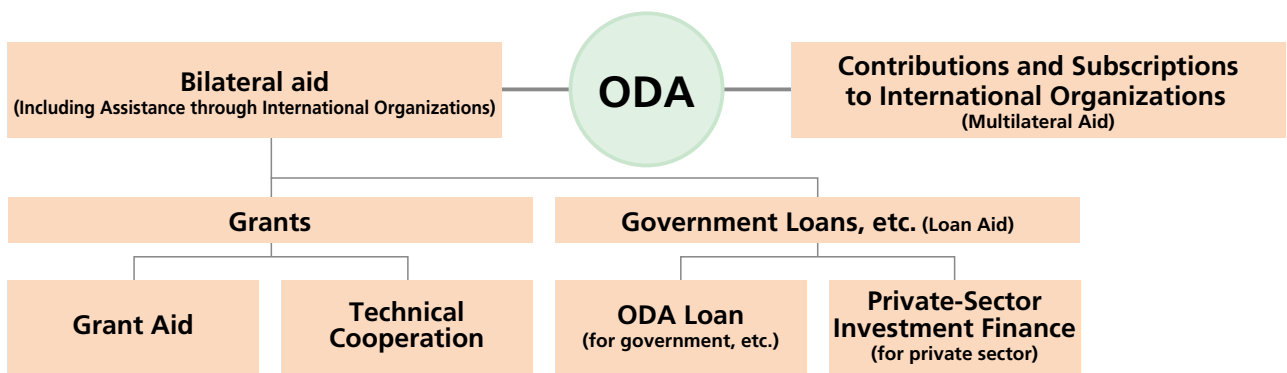 Bilateral aid
(Including Assistance through International Organizations)
ODA
Contributions and Subscriptions
to International Organizations
(Multilateral Aid)
Grants
Government Loans, etc. (Loan Aid)
Grant Aid
Technical
Cooperation
ODA Loan
(for government, etc.)
Private-Sector
Investment Finance
(for private sector)